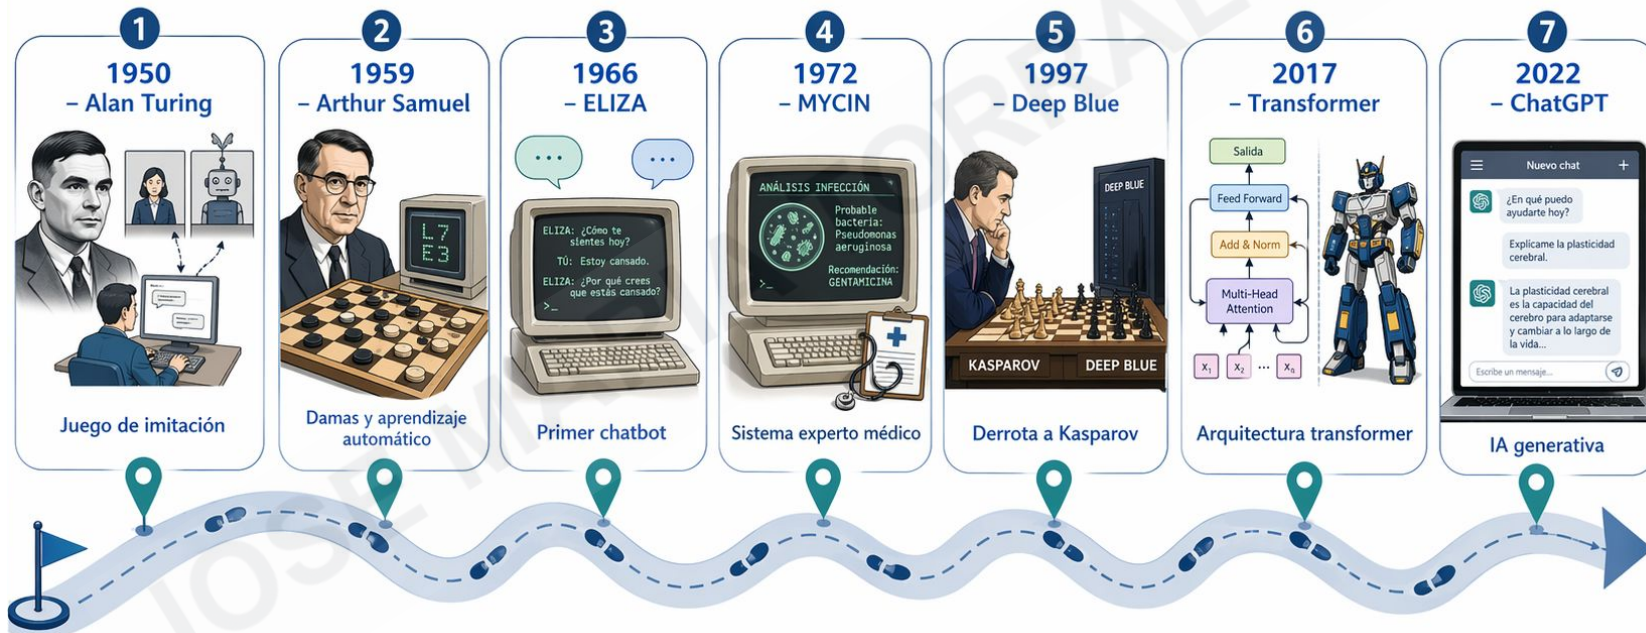 1
1950
– Alan Turing
Juego de imitación
2
1959
– Arthur Samuel
L7
E3
Damas y aprendizaje
automático
3
1966
– ELIZA
...
...
ELIZA: ¿Cómo te
sientes hoy?
TÚ: Estoy cansado.
ELIZA: ¿Por qué crees
que estás cansado?
>_
Primer chatbot
4
1972
– MYCIN
ANÁLISIS INFECCIÓN
Probable
bacteria:
Pseudomonas
aeruginosa
Recomendación:
GENTAMICINA
>_
Sistema experto médico
5
1997
– Deep Blue
DEEP BLUE
KASPAROV
DEEP BLUE
Derrota a Kasparov
6
2017
– Transformer
Salida
Feed Forward
Add & Norm
Multi-Head
Attention
x1 x2 ... xn
Arquitectura transformer
7
2022
– ChatGPT
Nuevo chat +
¿En qué puedo
ayudarte hoy?
Explícame la plasticidad
cerebral.
La plasticidad cerebral
es la capacidad del
cerebro para adaptarse
y cambiar a lo largo de
la vida...
Escribe un mensaje...
IA generativa